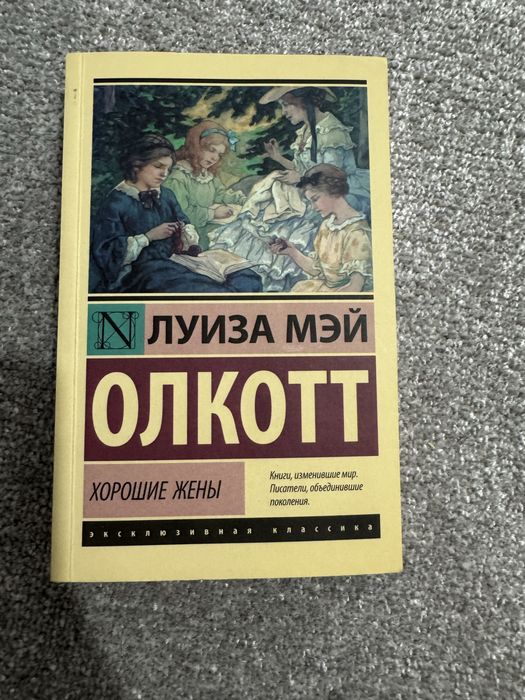 N ЛУИЗА МЭЙ
ОЛКОТТ
ХОРОШИЕ ЖЕНЫ
Книги, изменившие мир.
Писатели, объединившие
поколения.
эксклюзивная классика